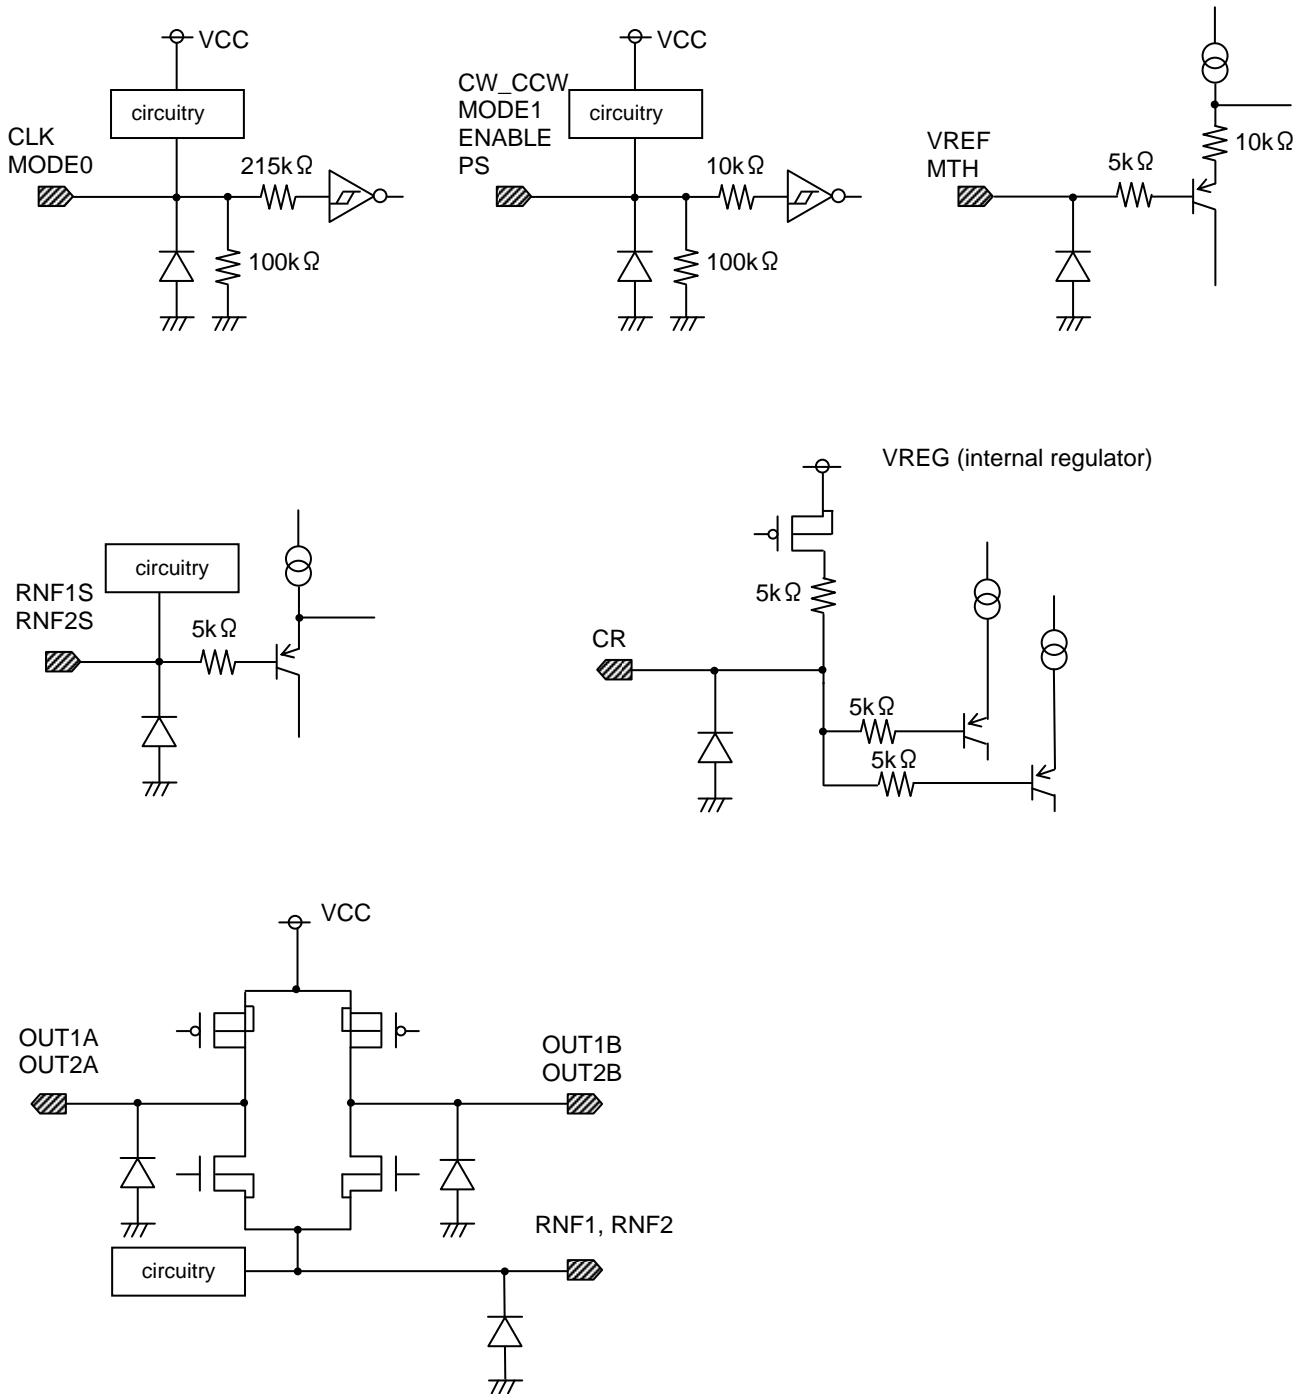 VCC
circuitry
CLK
MODE0
215kΩ
100kΩ
VCC
CW_CCW
MODE1
ENABLE
PS
circuitry
10kΩ
100kΩ
VREF
MTH
5kΩ
10kΩ
circuitry
RNF1S
RNF2S
5kΩ
VREG (internal regulator)
5kΩ
CR
5kΩ
5kΩ
VCC
OUT1A
OUT2A
OUT1B
OUT2B
RNF1, RNF2
circuitry